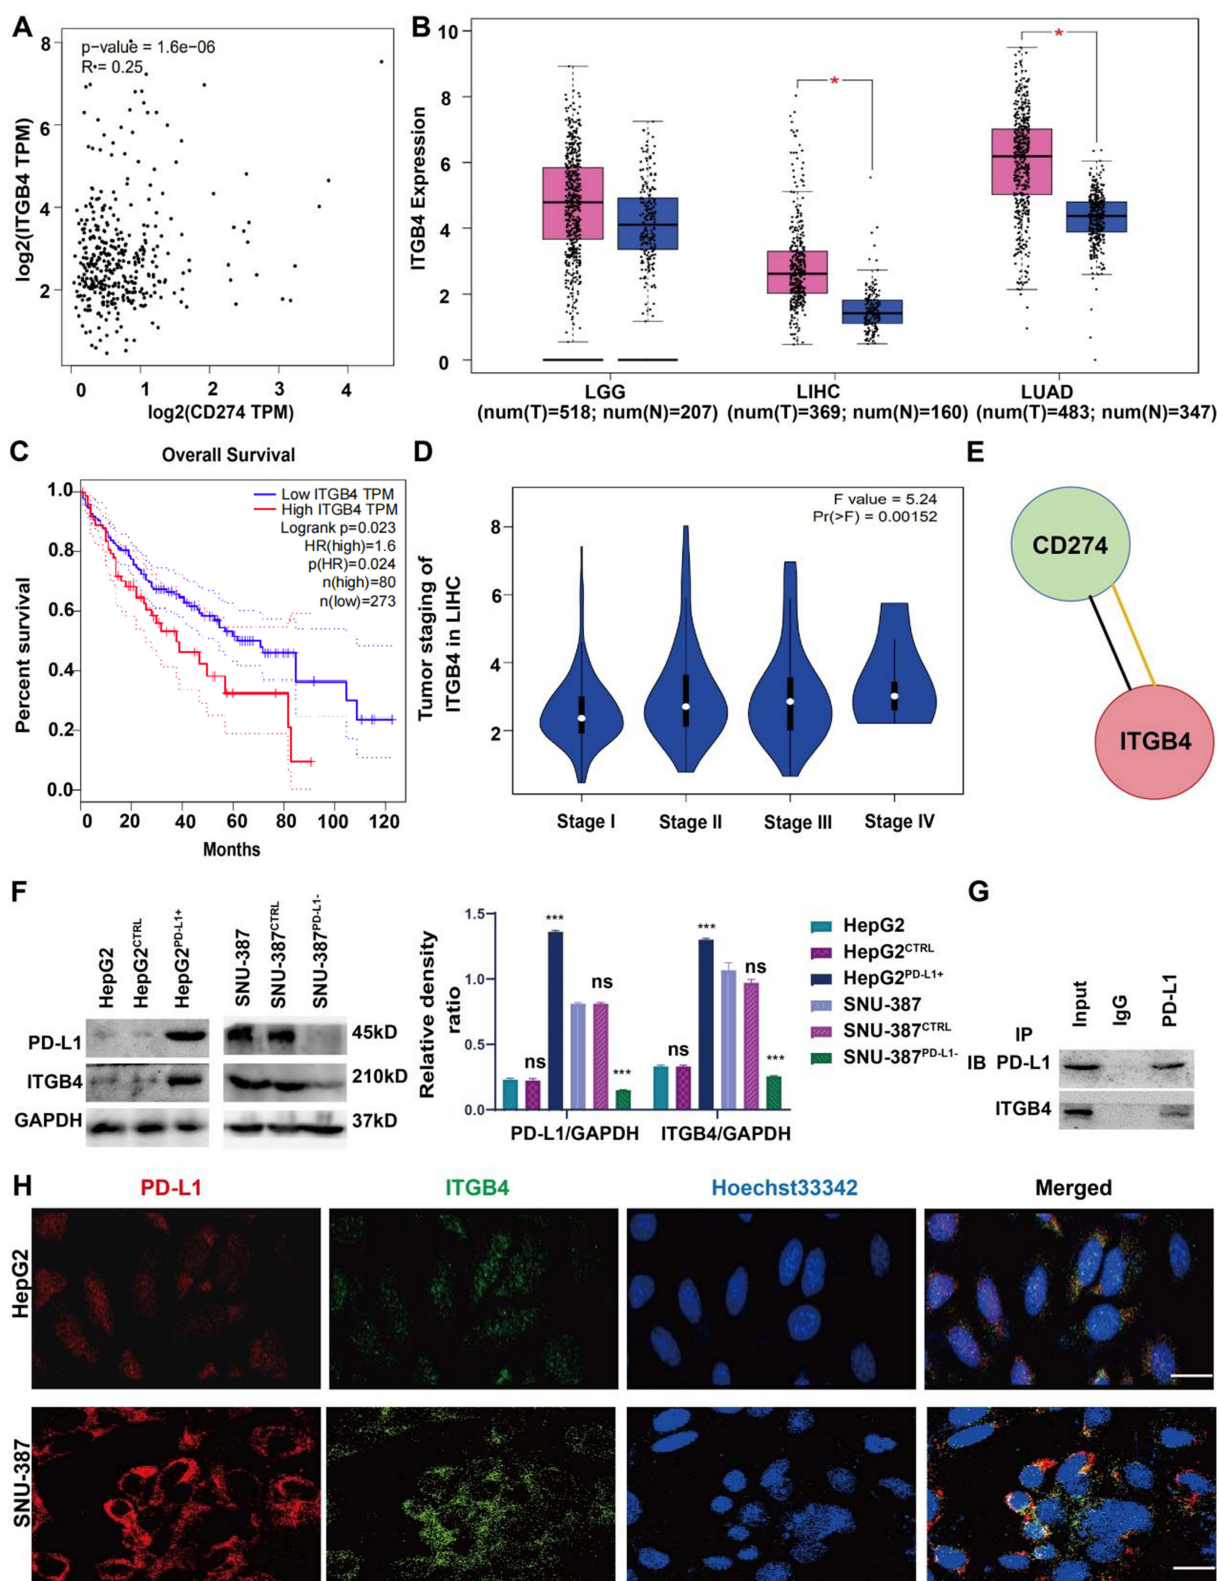 A
p-value = 1.6e-06
R = 0.25
log2(ITGB4 TPM)
8
6
4
2
0 1 2 3 4
log2(CD274 TPM)
B
ITGB4 Expression
10
8
6
4
2
0
*
*
LGG
(num(T)=518; num(N)=207)
LIHC
(num(T)=369; num(N)=160)
LUAD
(num(T)=483; num(N)=347)
C
Overall Survival
Low ITGB4 TPM
High ITGB4 TPM
Logrank p=0.023
HR(high)=1.6
p(HR)=0.024
n(high)=80
n(low)=273
Percent survival
1.0
0.8
0.6
0.4
0.2
0.0
0 20 40 60 80 100 120
Months
D
F value = 5.24
Pr(>F) = 0.00152
Tumor staging of
ITGB4 in LIHC
8
6
4
2
Stage I Stage II Stage III Stage IV
E
CD274
ITGB4
F
HepG2
HepG2CTRL
HepG2PD-L1+
SNU-387
SNU-387CTRL
SNU-387PD-L1-
PD-L1
45kD
ITGB4
210kD
GAPDH
37kD
Relative density
ratio
1.5
1.0
0.5
0.0
*** ns *** ns
ns *** ns ***
PD-L1/GAPDH ITGB4/GAPDH
HepG2
HepG2CTRL
HepG2PD-L1+
SNU-387
SNU-387CTRL
SNU-387PD-L1-
G
Input
IgG
PD-L1
IP
IB PD-L1
ITGB4
H
PD-L1 ITGB4 Hoechst33342 Merged
HepG2
SNU-387